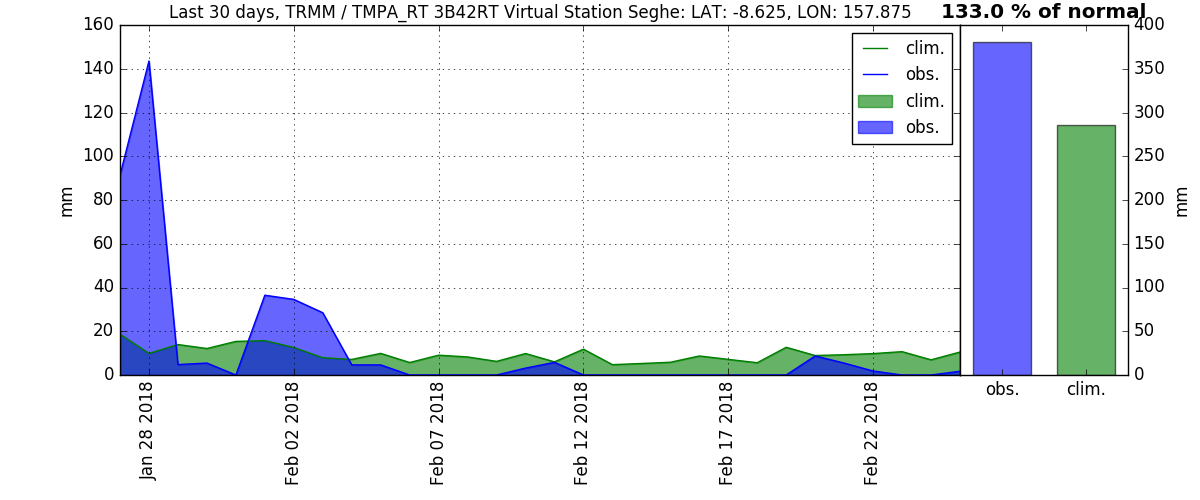 Last 30 days, TRMM / TMPA_RT 3B42RT Virtual Station Seghe: LAT: -8.625, LON: 157.875
133.0 % of normal
160
140
120
100
80
60
40
20
0
mm
clim.
obs.
clim.
obs.
Jan 28 2018
Feb 02 2018
Feb 07 2018
Feb 12 2018
Feb 17 2018
Feb 22 2018
400
350
300
250
200
150
100
50
0
mm
obs.
clim.